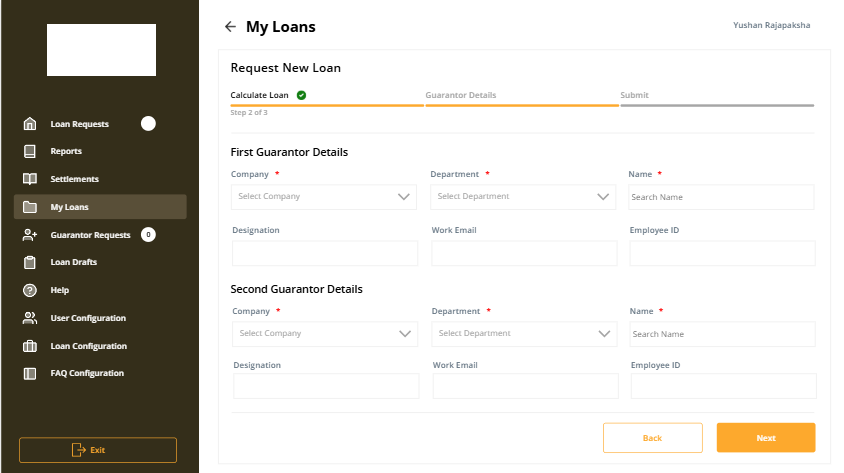 My Loans
Yushan Rajapaksha
Loan Requests
Reports
Settlements
My Loans
Guarantor Requests 0
Loan Drafts
Help
User Configuration
Loan Configuration
FAQ Configuration
Exit
Request New Loan
Calculate Loan Guarantor Details Submit
Step 2 of 3
First Guarantor Details
Company * Department * Name *
Select Company Select Department Search Name
Designation Work Email Employee ID
Second Guarantor Details
Company * Department * Name *
Select Company Select Department Search Name
Designation Work Email Employee ID
Back Next